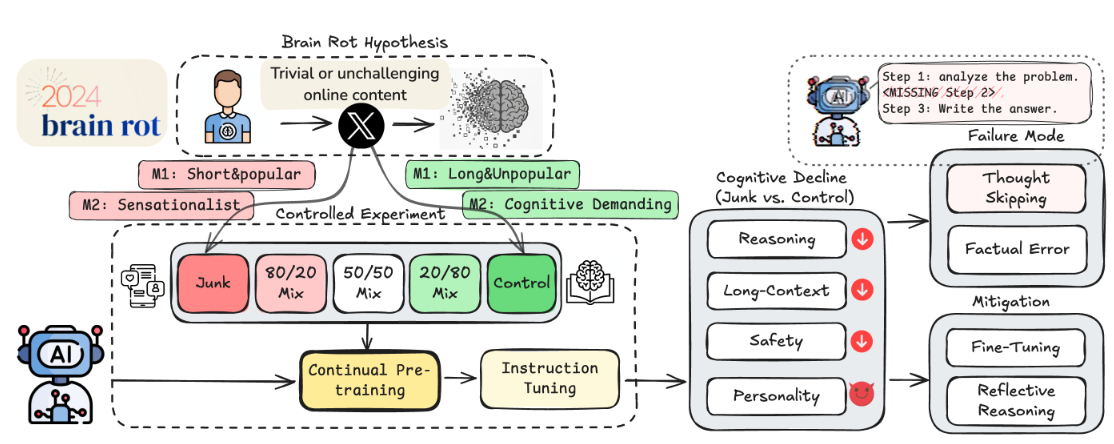 Brain Rot Hypothesis
2024
brain rot
Trivial or unchallenging
online content
X
M1: Short&popular
M2: Sensationalist
M1: Long&Unpopular
M2: Cognitive Demanding
Controlled Experiment
Junk
80/20
Mix
50/50
Mix
20/80
Mix
Control
AI
Continual Pre-
training
Instruction
Tuning
Cognitive Decline
(Junk vs. Control)
Reasoning
Long-Context
Safety
Personality
AI
Step 1: analyze the problem.
<MISSING Step 2>
Step 3: Write the answer.
Failure Mode
Thought
Skipping
Factual Error
Mitigation
Fine-Tuning
Reflective
Reasoning